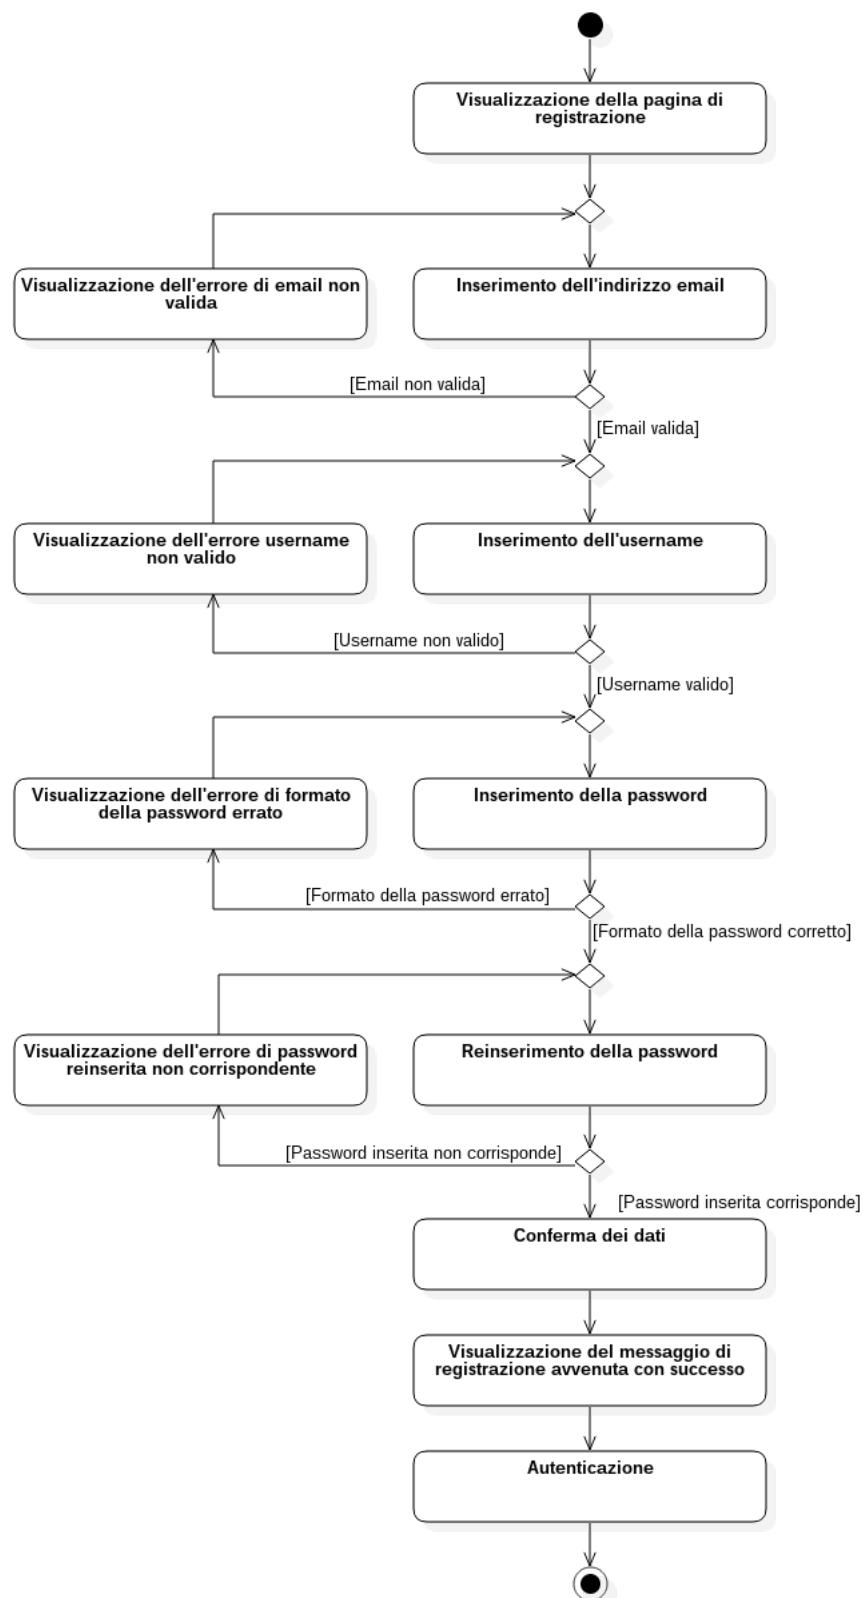 Visualizzazione della pagina di
registrazione
Visualizzazione dell'errore di email non
valida
Inserimento dell'indirizzo email
[Email non valida]
[Email valida]
Visualizzazione dell'errore username
non valido
Inserimento dell'username
[Username non valido]
[Username valido]
Visualizzazione dell'errore di formato
della password errato
Inserimento della password
[Formato della password errato]
[Formato della password corretto]
Visualizzazione dell'errore di password
reinserita non corrispondente
Reinserimento della password
[Password inserita non corrisponde]
[Password inserita corrisponde]
Conferma dei dati
Visualizzazione del messaggio di
registrazione avvenuta con successo
Autenticazione